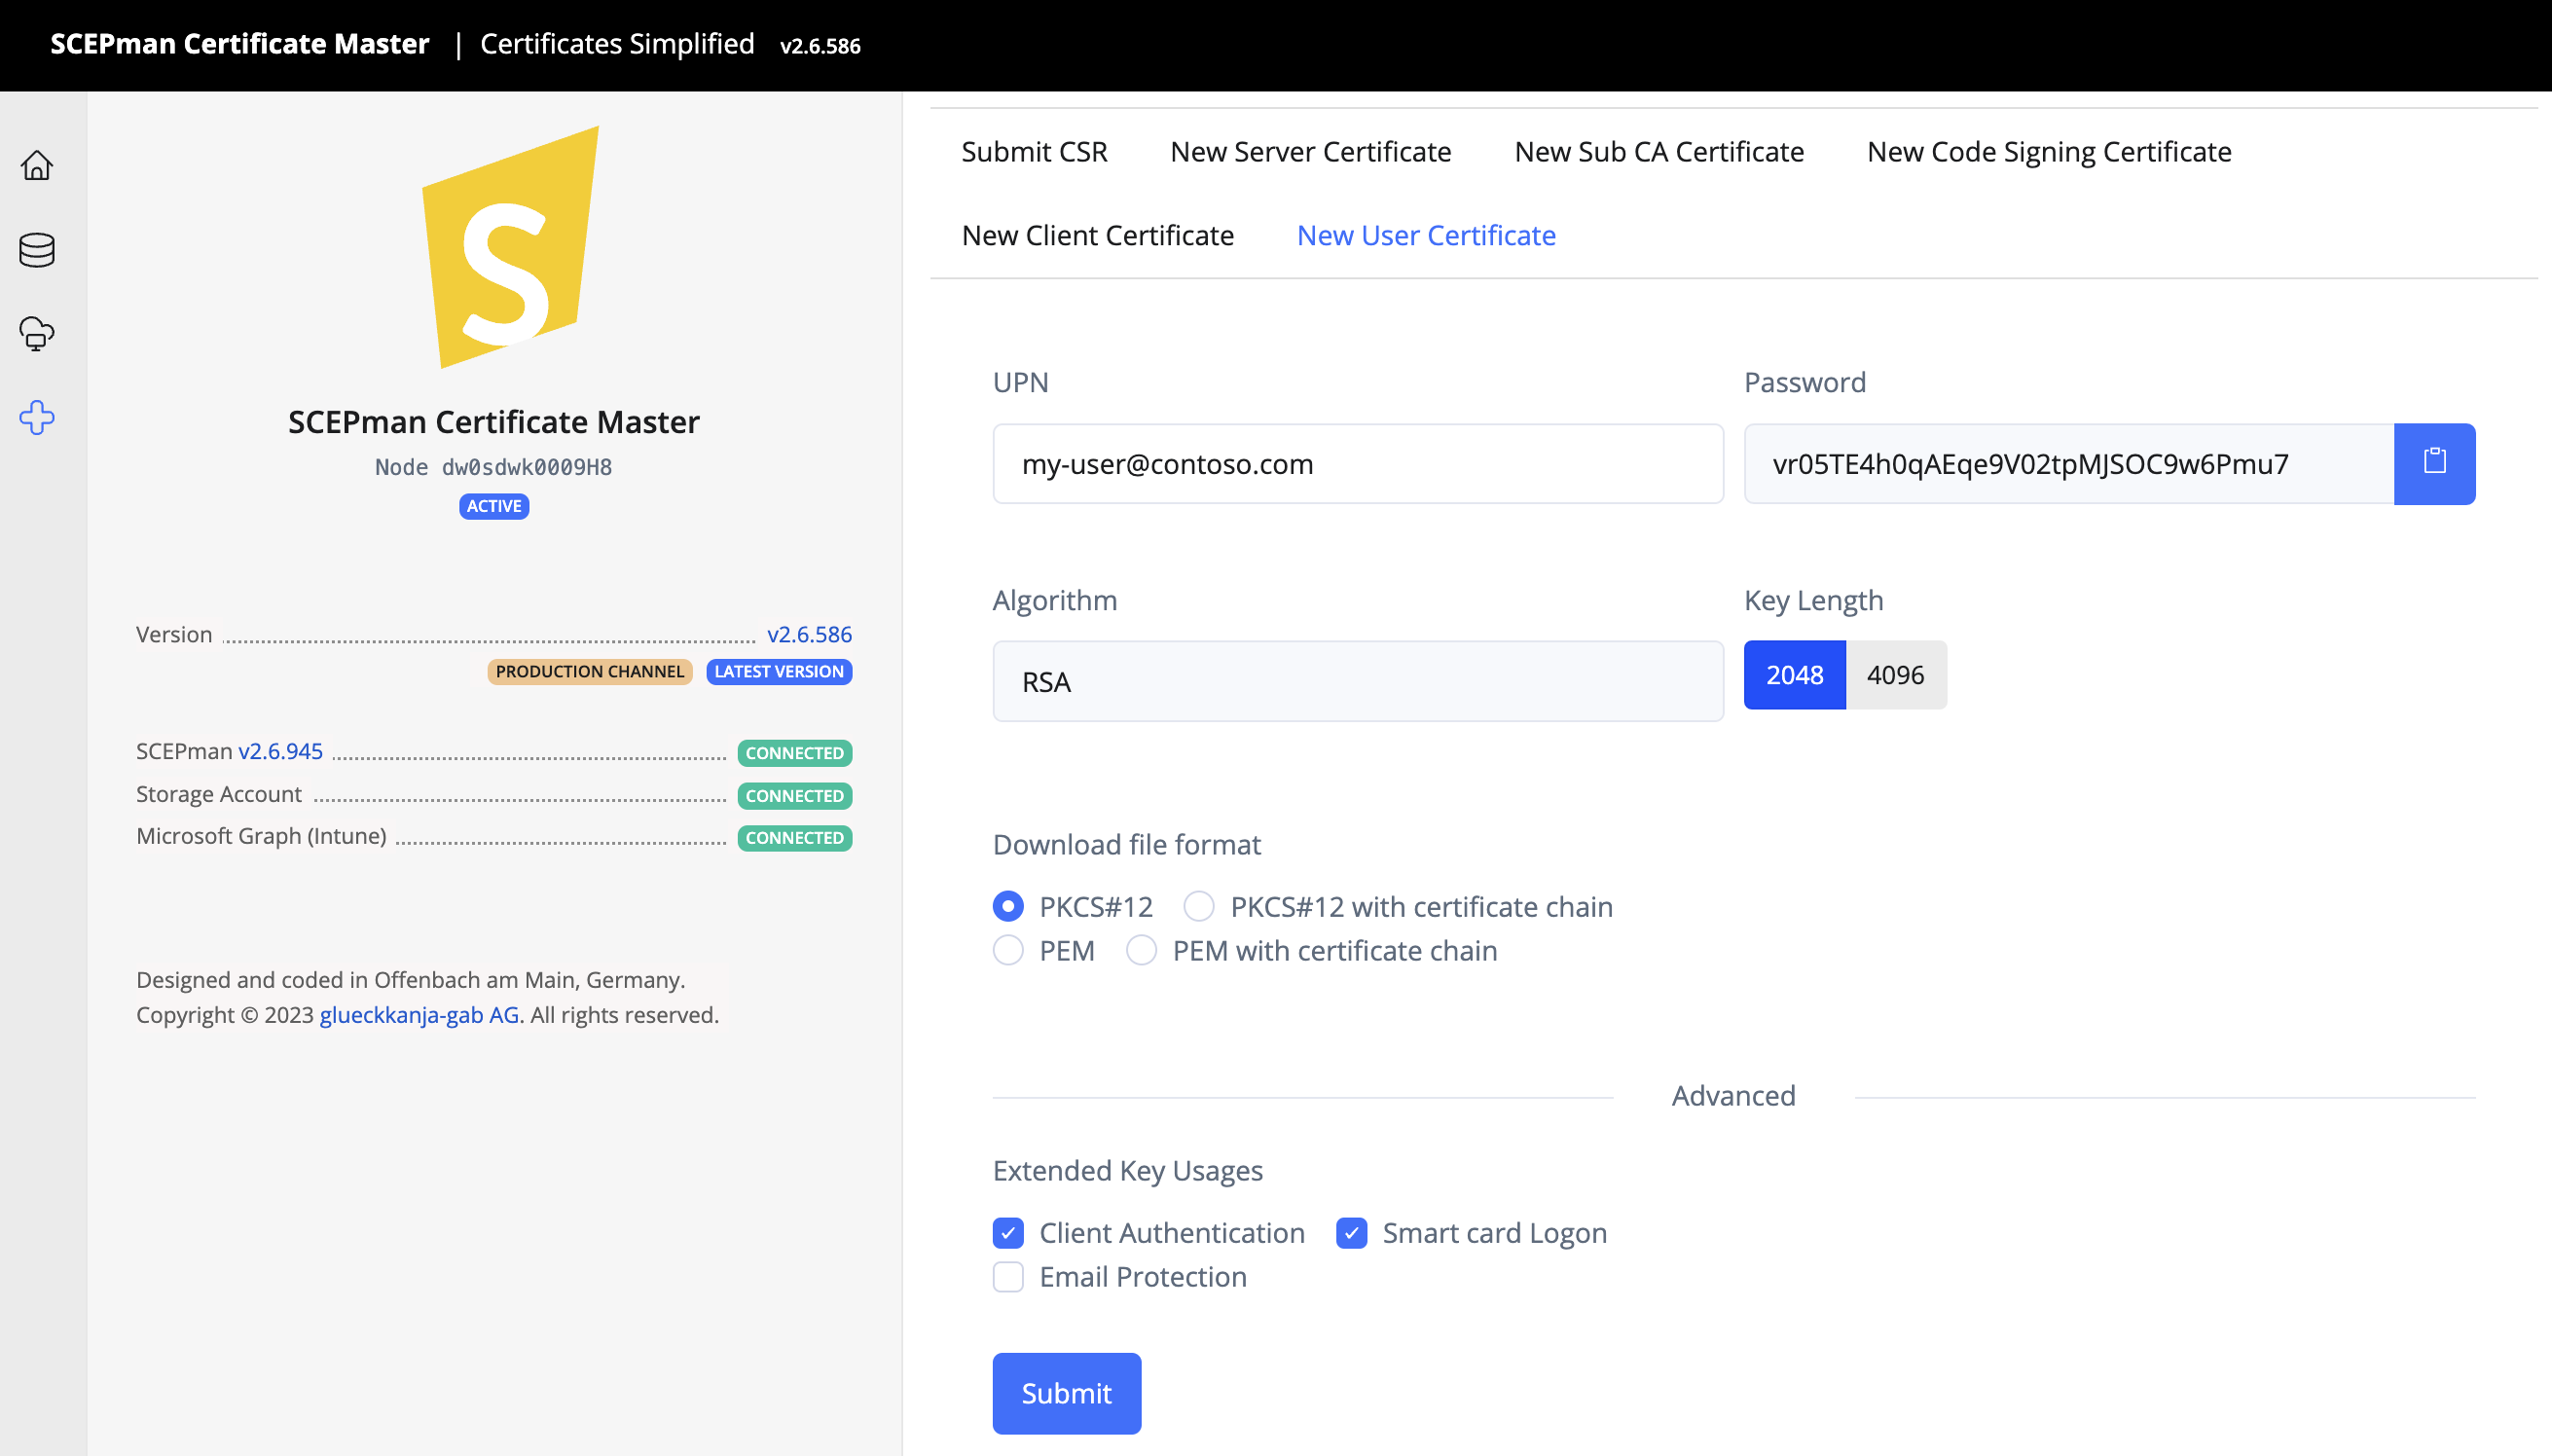 SCEPman Certificate Master | Certificates Simplified v2.6.586
S
SCEPman Certificate Master
Node dw0sdwk0009H8
ACTIVE
Version v2.6.586
PRODUCTION CHANNEL LATEST VERSION
SCEPman v2.6.945 CONNECTED
Storage Account CONNECTED
Microsoft Graph (Intune) CONNECTED
Designed and coded in Offenbach am Main, Germany.
Copyright © 2023 glueckkanja-gab AG. All rights reserved.
Submit CSR New Server Certificate New Sub CA Certificate New Code Signing Certificate
New Client Certificate New User Certificate
UPN Password
my-user@contoso.com vr05TE4h0qAEqe9V02tpMJSOC9w6Pmu7
Algorithm Key Length
RSA 2048 4096
Download file format
PKCS#12 PKCS#12 with certificate chain
PEM PEM with certificate chain
Advanced
Extended Key Usages
Client Authentication Smart card Logon
Email Protection
Submit